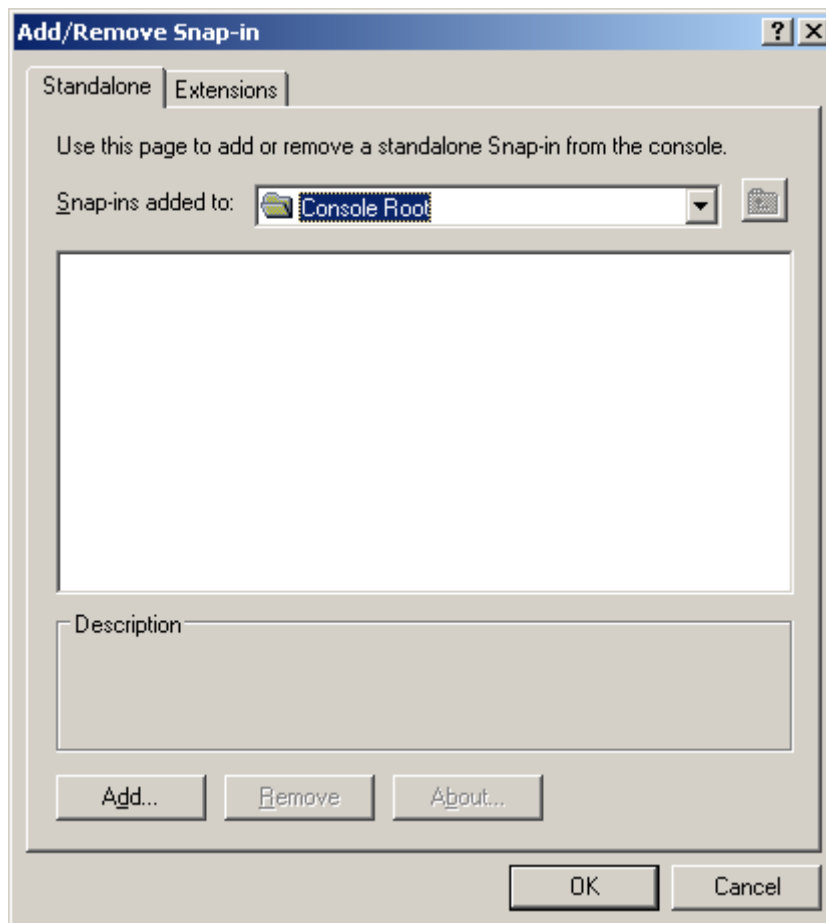 Add/Remove Snap-in
Standalone
Extensions
Use this page to add or remove a standalone Snap-in from the console.
Snap-ins added to:
Console Root
Description
Add...
Remove
About...
OK
Cancel